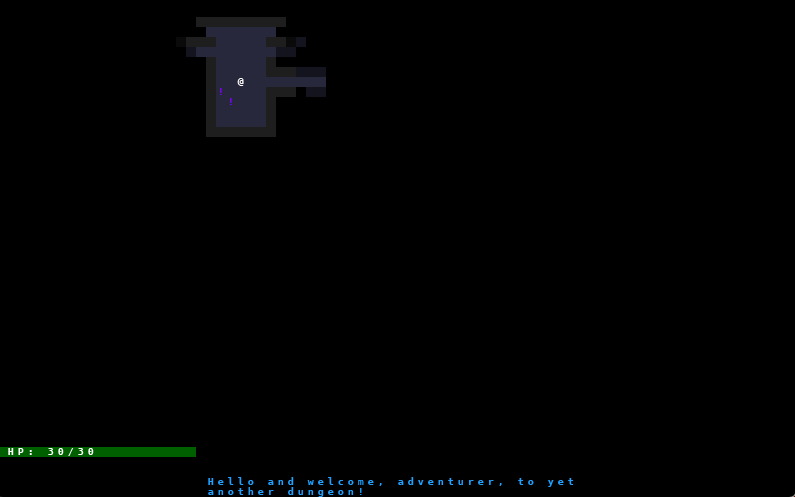 @
!
!
HP: 30/30
Hello and welcome, adventurer, to yet
another dungeon!